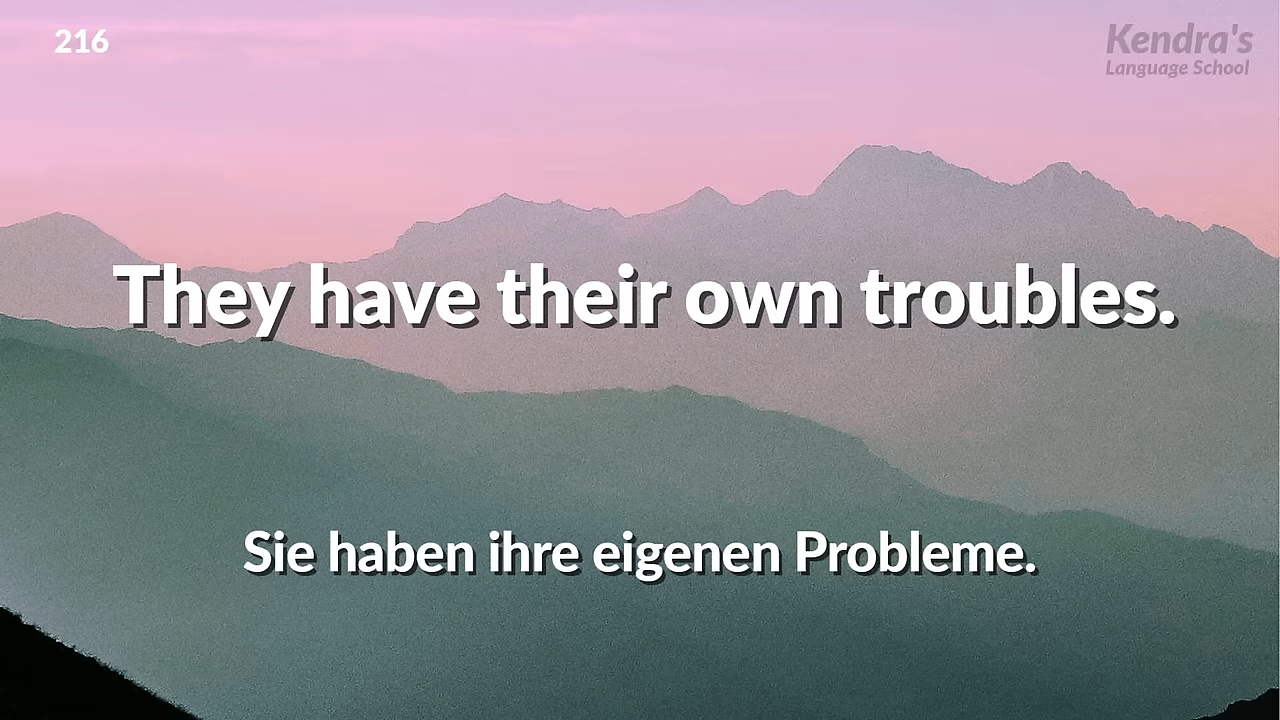 216
Kendra's
Language School
They have their own troubles.
Sie haben ihre eigenen Probleme.